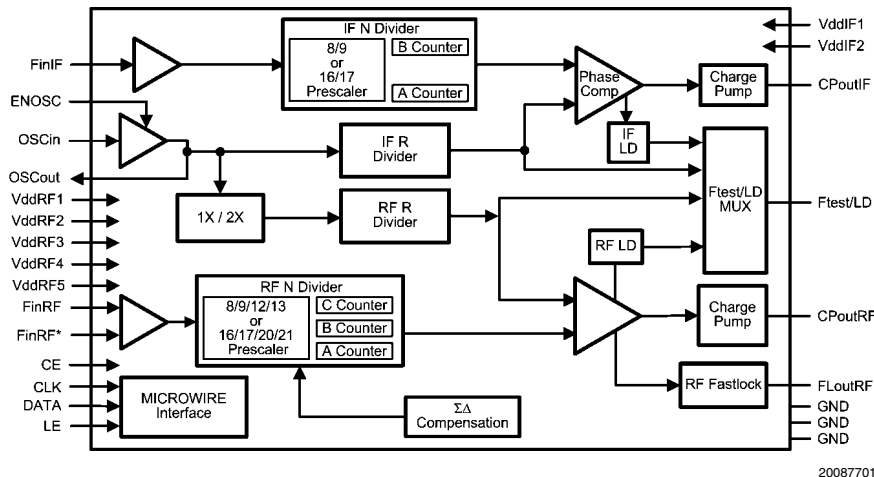 IF N Divider
8/9
or
16/17
Prescaler
B Counter
A Counter
FinIF
ENOSC
OSCin
OSCout
VddRF1
VddRF2
VddRF3
VddRF4
VddRF5
FinRF
FinRF*
CE
CLK
DATA
LE
Phase
Comp
Charge
Pump
IF
LD
IF R
Divider
1X / 2X
RF R
Divider
Ftest/LD
MUX
RF LD
RF N Divider
8/9/12/13
or
16/17/20/21
Prescaler
C Counter
B Counter
A Counter
Charge
Pump
RF Fastlock
MICROWIRE
Interface
ΣΔ
Compensation
VddIF1
VddIF2
CPoutIF
Ftest/LD
CPoutRF
FLoutRF
GND
GND
GND
20087701